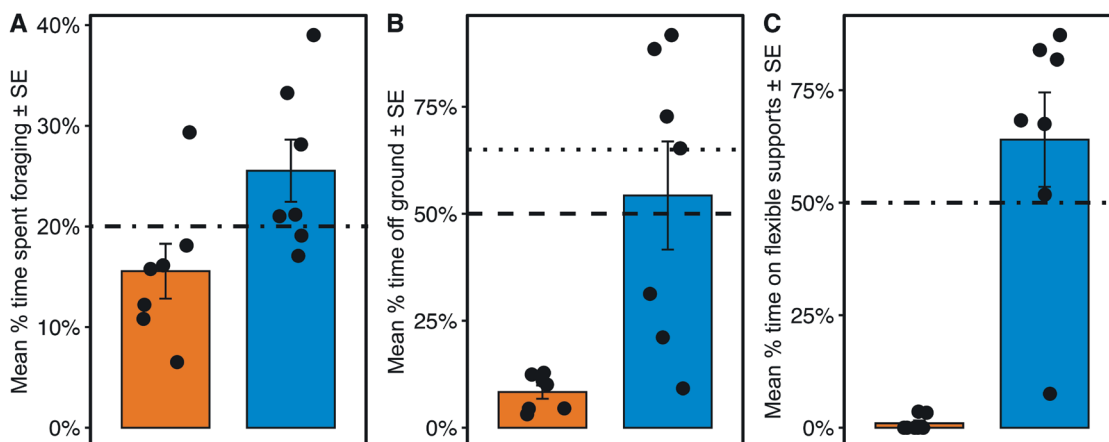 A
Mean % time spent foraging ± SE
40%
30%
20%
10%
0%
B
Mean % time off ground ± SE
75%
50%
25%
0%
C
Mean % time on flexible supports ± SE
75%
50%
25%
0%